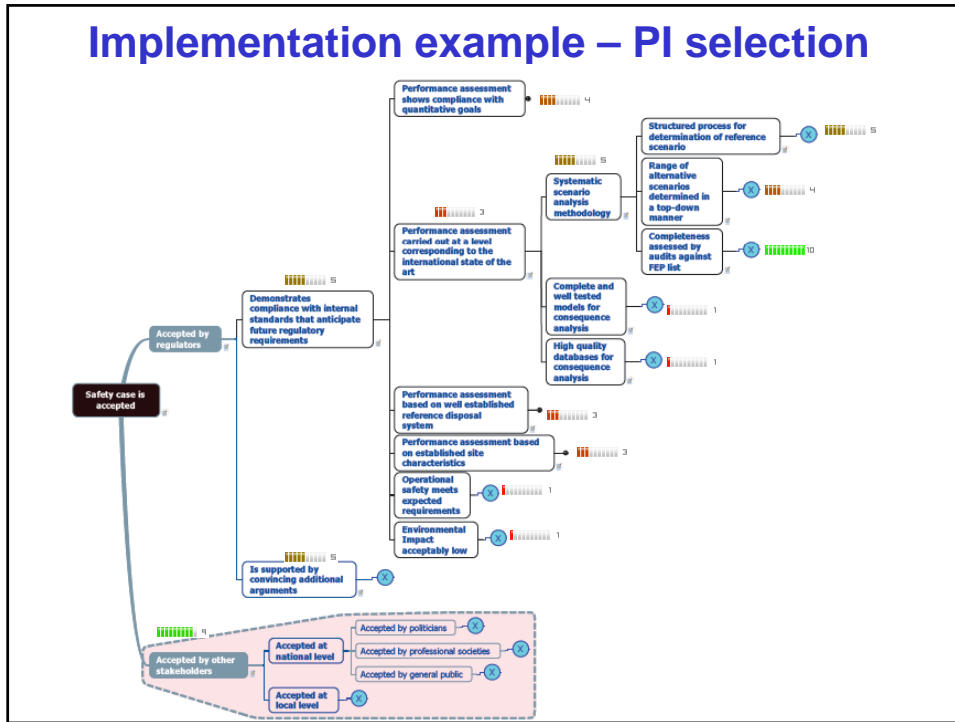 Implementation example – PI selection
Performance assessment
shows compliance with
quantitative goals
4
Structured process for
determination of reference
scenario
X
5
5
Systematic
scenario
analysis
methodology
Range of
alternative
scenarios
determined in
a top-down
manner
X
4
3
Performance assessment
carried out at a level
corresponding to the
international state of the
art
Completeness
assessed by
audits against
FEP list
X
10
5
Demonstrates
compliance with internal
standards that anticipate
future regulatory
requirements
Complete and
well tested
models for
consequence
analysis
X
1
Accepted by
regulators
High quality
databases for
consequence
analysis
X
1
Safety case is
accepted
Performance assessment
based on well established
reference disposal
system
3
Performance assessment based
on established site
characteristics
3
Operational
safety meets
expected
requirements
X
1
Environmental
Impact
acceptably low
X
1
5
Is supported by
convincing additional
arguments
X
9
Accepted by other
stakeholders
Accepted at
national level
Accepted by politicians
X
Accepted by professional societies
X
Accepted by general public
X
Accepted at
local level
X